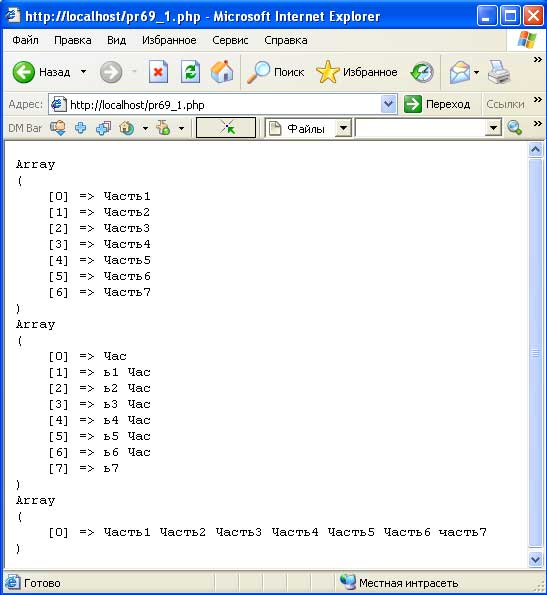 http://localhost/pr69_1.php - Microsoft Internet Explorer
Файл Правка Вид Избранное Сервис Справка
Назад Поиск Избранное
Адрес: http://localhost/pr69_1.php Переход Ссылки
DM Bar Файлы
Array
(
[0] => Часть1
[1] => Часть2
[2] => Часть3
[3] => Часть4
[4] => Часть5
[5] => Часть6
[6] => Часть7
)
Array
(
[0] => Час
[1] => ь1 Час
[2] => ь2 Час
[3] => ь3 Час
[4] => ь4 Час
[5] => ь5 Час
[6] => ь6 Час
[7] => ь7
)
Array
(
[0] => Часть1 Часть2 Часть3 Часть4 Часть5 Часть6 часть7
)
Готово Местная интрасеть